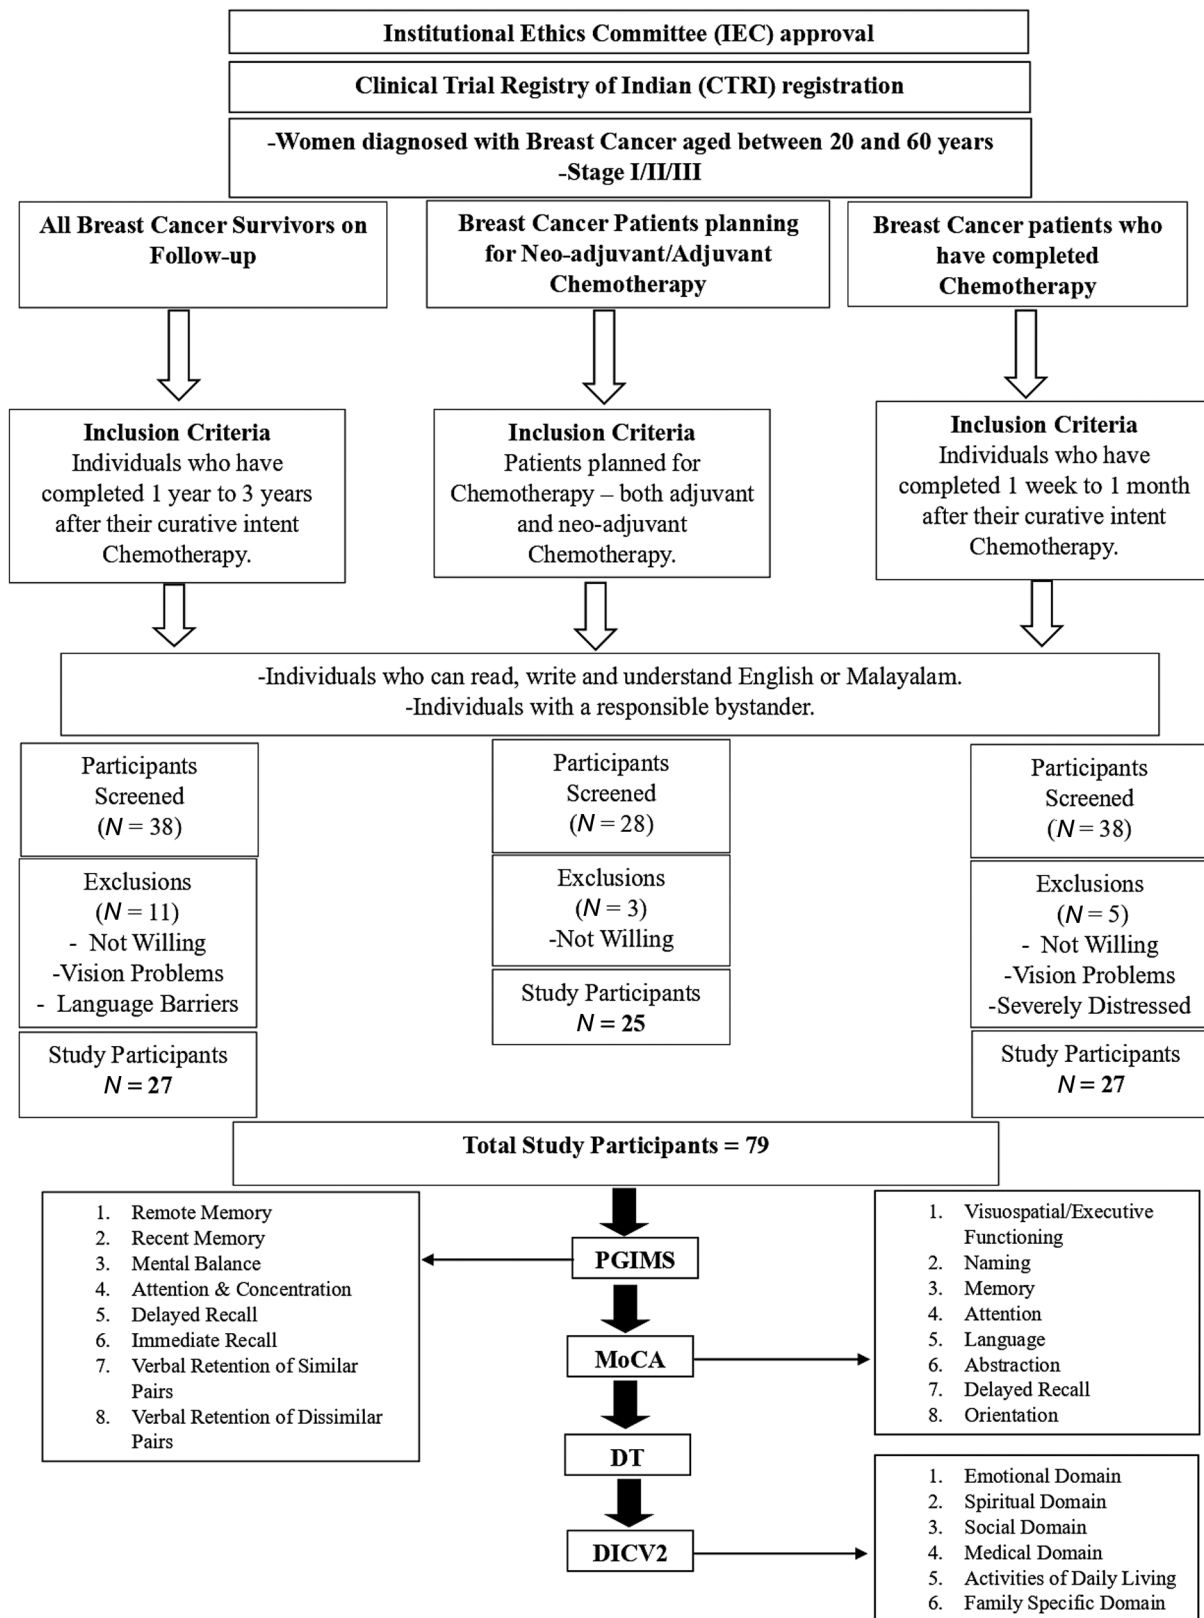 Institutional Ethics Committee (IEC) approval
Clinical Trial Registry of Indian (CTRI) registration
-Women diagnosed with Breast Cancer aged between 20 and 60 years
-Stage I/II/III
All Breast Cancer Survivors on
Follow-up
Breast Cancer Patients planning
for Neo-adjuvant/Adjuvant
Chemotherapy
Breast Cancer patients who
have completed
Chemotherapy
Inclusion Criteria
Individuals who have
completed 1 year to 3 years
after their curative intent
Chemotherapy.
Inclusion Criteria
Patients planned for
Chemotherapy – both adjuvant
and neo-adjuvant
Chemotherapy.
Inclusion Criteria
Individuals who have
completed 1 week to 1 month
after their curative intent
Chemotherapy.
-Individuals who can read, write and understand English or Malayalam.
-Individuals with a responsible bystander.
Participants
Screened
(N = 38)
Exclusions
(N = 11)
- Not Willing
-Vision Problems
- Language Barriers
Study Participants
N = 27
Participants
Screened
(N = 28)
Exclusions
(N = 3)
-Not Willing
Study Participants
N = 25
Participants
Screened
(N = 38)
Exclusions
(N = 5)
- Not Willing
-Vision Problems
-Severely Distressed
Study Participants
N = 27
Total Study Participants = 79
1. Remote Memory
2. Recent Memory
3. Mental Balance
4. Attention & Concentration
5. Delayed Recall
6. Immediate Recall
7. Verbal Retention of Similar
Pairs
8. Verbal Retention of Dissimilar
Pairs
PGIMS
MoCA
DT
DICV2
1. Visuospatial/Executive
Functioning
2. Naming
3. Memory
4. Attention
5. Language
6. Abstraction
7. Delayed Recall
8. Orientation
1. Emotional Domain
2. Spiritual Domain
3. Social Domain
4. Medical Domain
5. Activities of Daily Living
6. Family Specific Domain